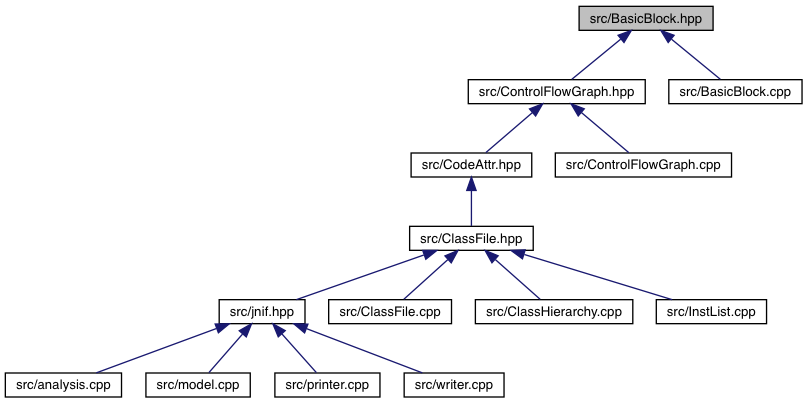 src/BasicBlock.hpp
src/ControlFlowGraph.hpp
src/BasicBlock.cpp
src/CodeAttr.hpp
src/ControlFlowGraph.cpp
src/ClassFile.hpp
src/jnif.hpp
src/ClassFile.cpp
src/ClassHierarchy.cpp
src/InstList.cpp
src/analysis.cpp
src/model.cpp
src/printer.cpp
src/writer.cpp